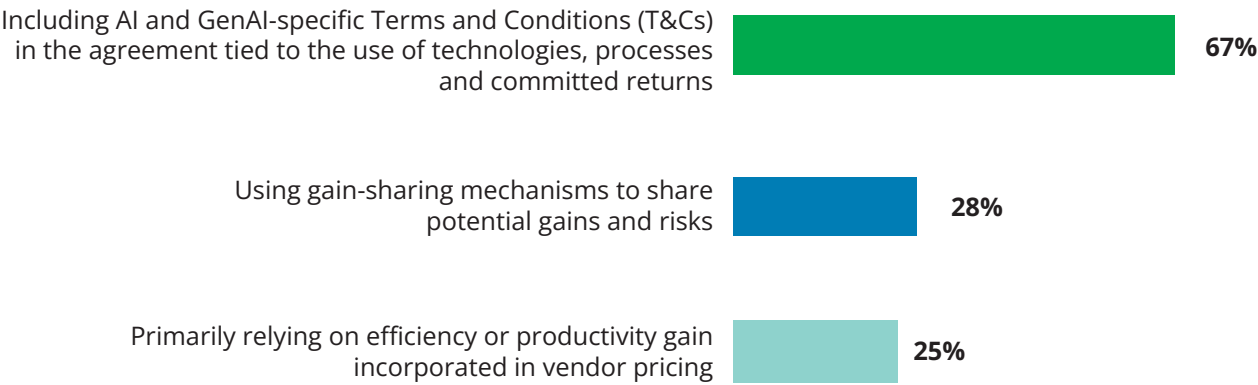 Including AI and GenAI-specific Terms and Conditions (T&Cs)
in the agreement tied to the use of technologies, processes
and committed returns
67%
Using gain-sharing mechanisms to share
potential gains and risks
28%
Primarily relying on efficiency or productivity gain
incorporated in vendor pricing
25%